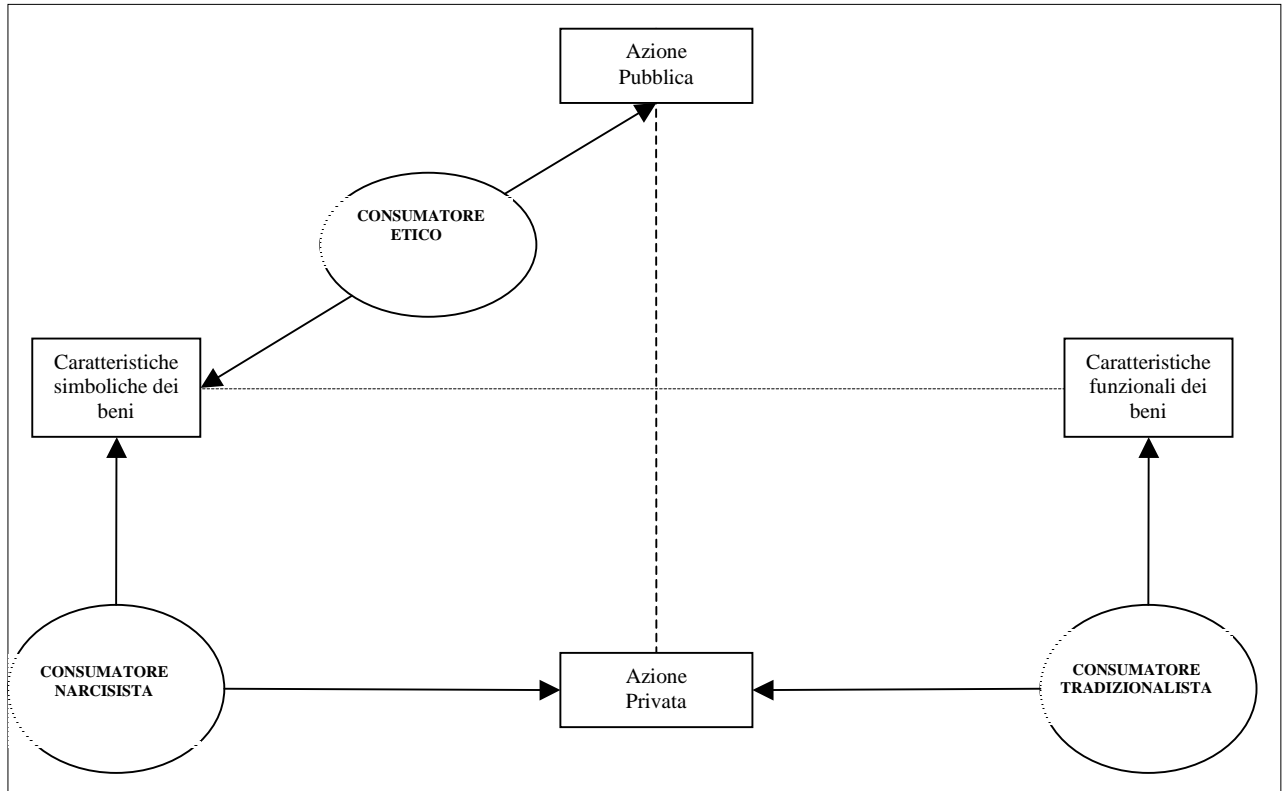 Azione
Pubblica
CONSUMATORE
ETICO
Caratteristiche
simboliche dei
beni
Caratteristiche
funzionali dei
beni
CONSUMATORE
NARCISISTA
Azione
Privata
CONSUMATORE
TRADIZIONALISTA